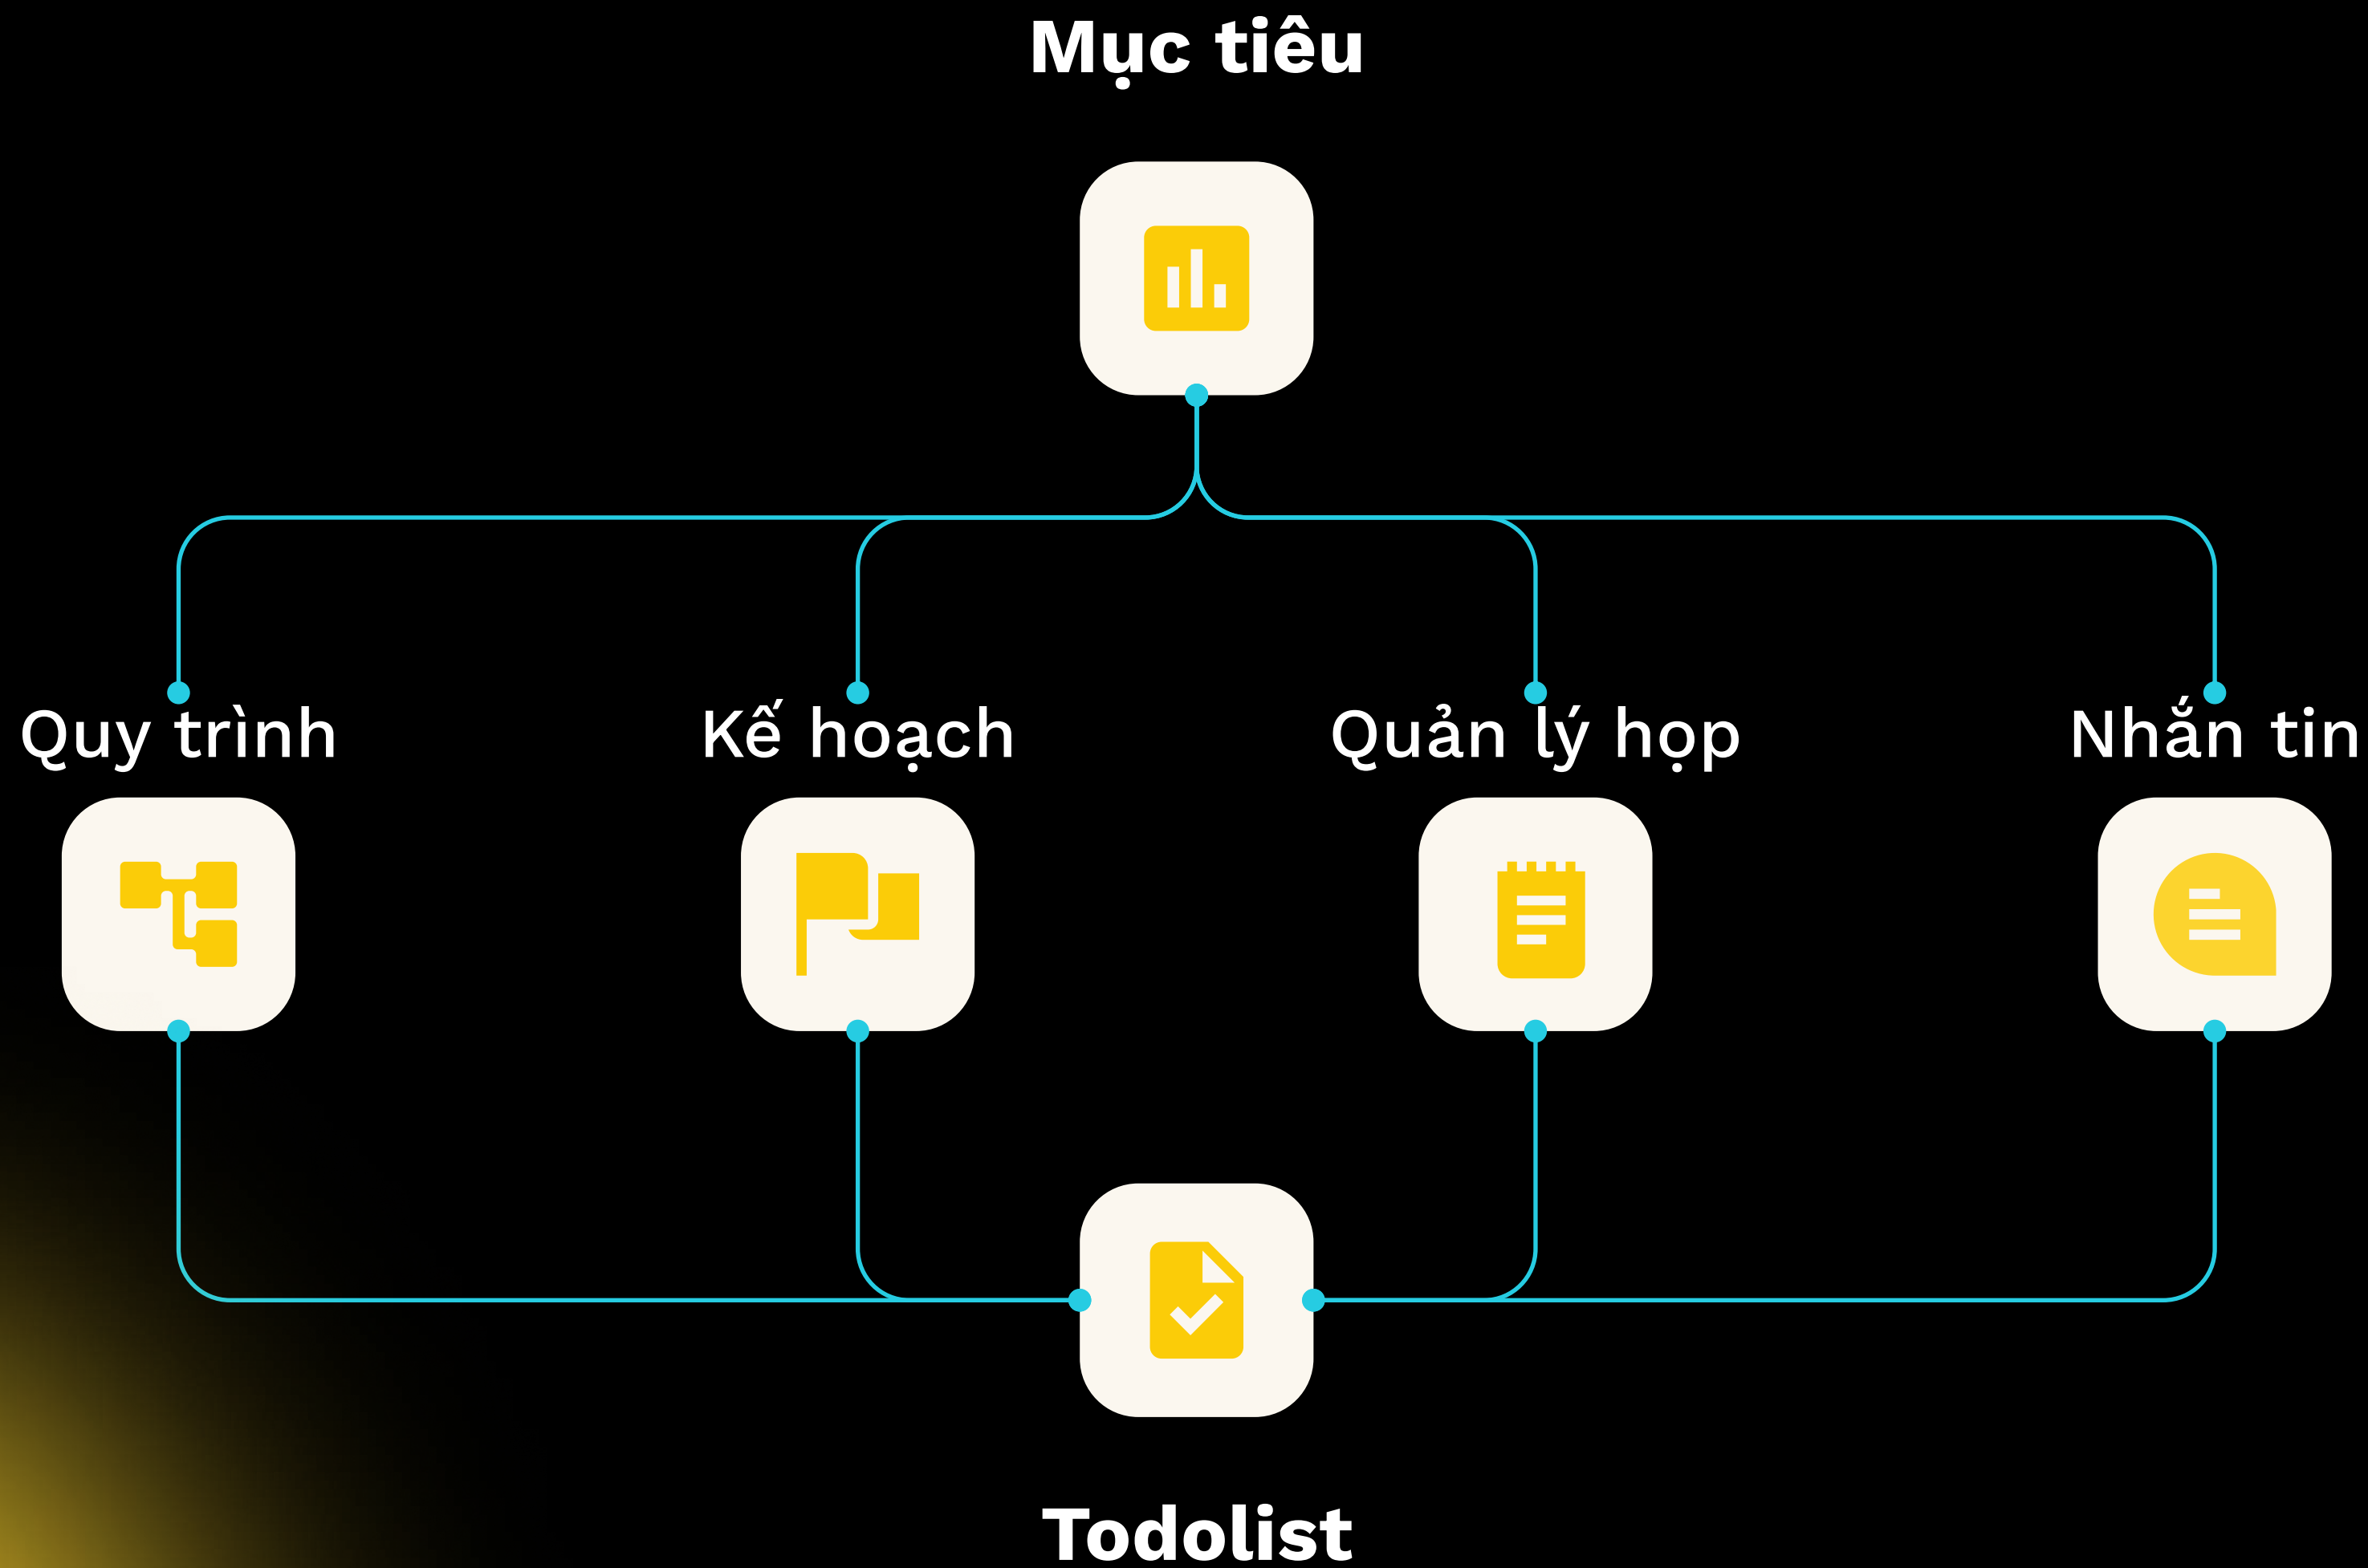 Mục tiêu
Quy trình
Kế hoạch
Quản lý họp
Nhắn tin
Todolist